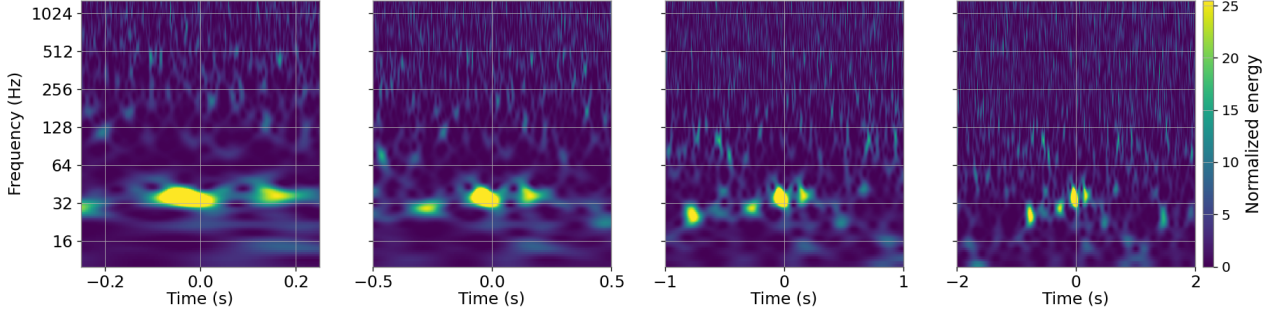 Frequency (Hz)
1024
512
256
128
64
32
16
−0.2 0.0 0.2
Time (s)
−0.5 0.0 0.5
Time (s)
−1 0 1
Time (s)
−2 0 2
Time (s)
25
20
15
10
5
0
Normalized energy